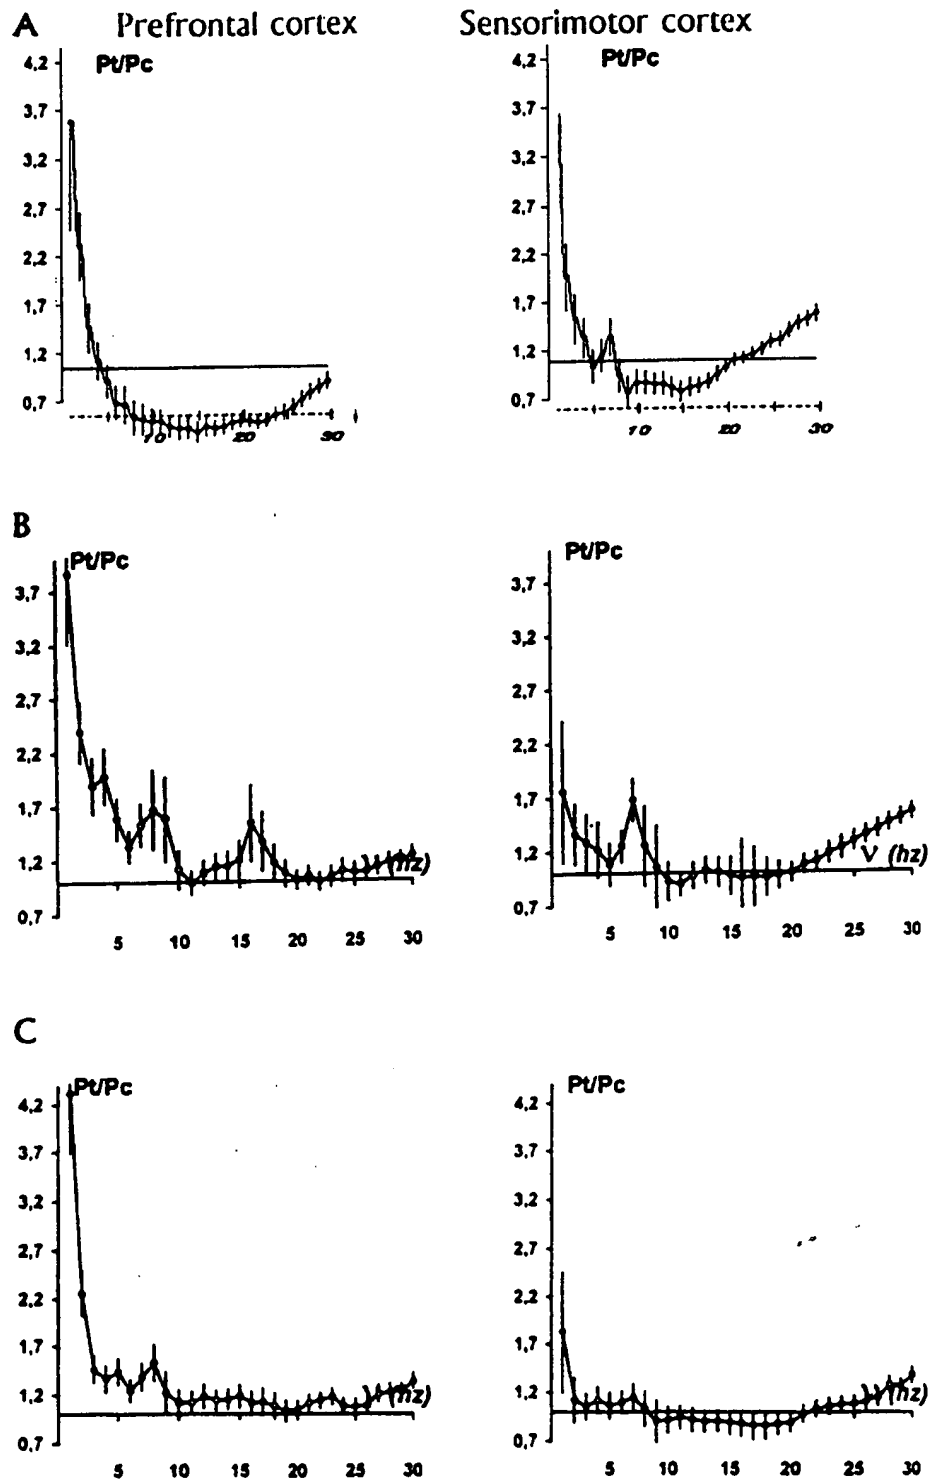 A Prefrontal cortex Sensorimotor cortex
Pt/Pc Pt/Pc
4,2 4,2
3,7 3,7
3,2 3,2
2,7 2,7
2,2 2,2
1,7 1,7
1,2 1,2
0,7 0,7
10 20 30 10 20 30
B
Pt/Pc Pt/Pc
3,7 3,7
3,2 3,2
2,7 2,7
2,2 2,2
1,7 1,7
1,2 (hz) 1,2 ν (hz)
0,7 0,7
5 10 15 20 25 30 5 10 15 20 25 30
C
Pt/Pc Pt/Pc
4,2 4,2
3,7 3,7
3,2 3,2
2,7 2,7
2,2 2,2
1,7 1,7
1,2 (hz) 1,2 (hz)
0,7 0,7
5 10 15 20 25 30 5 10 15 20 25 30